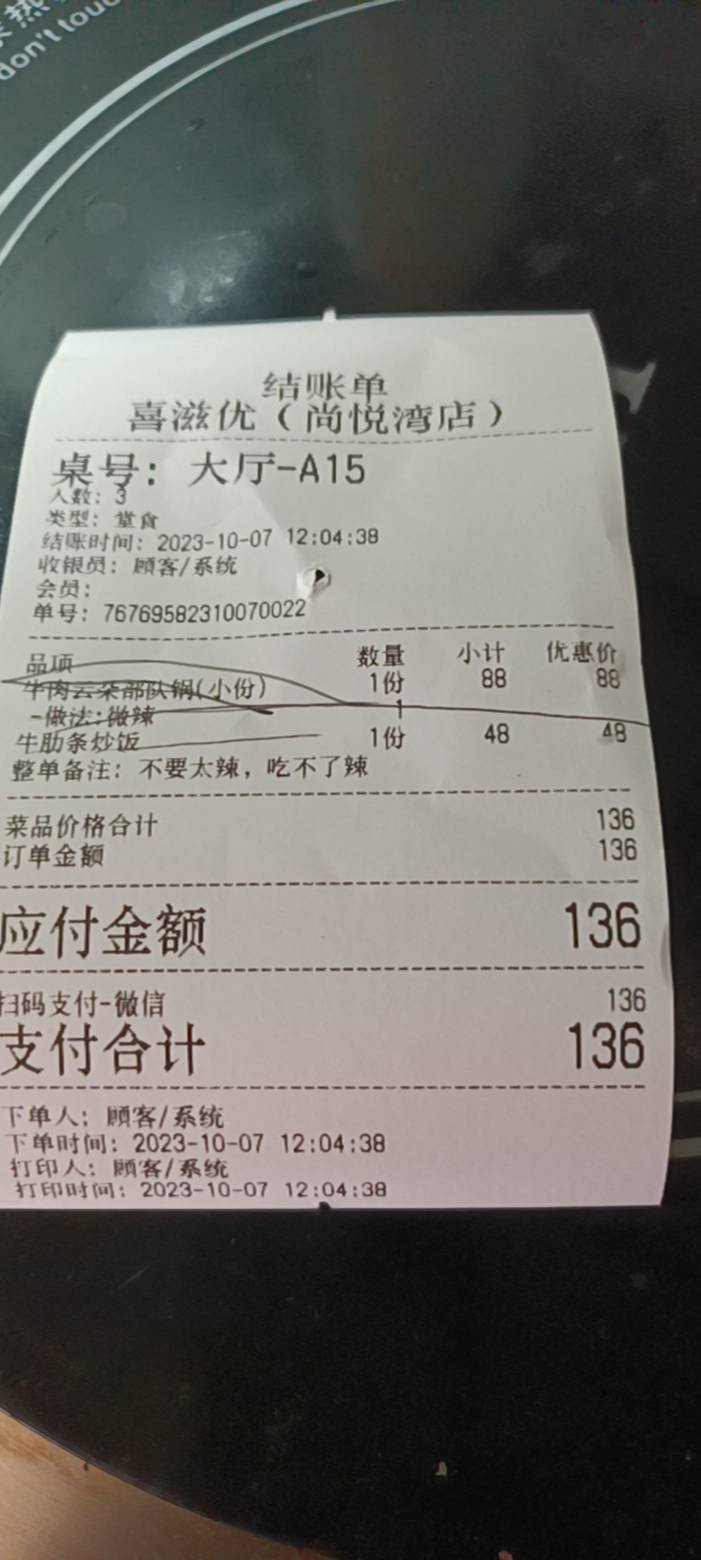 热
don't touc
结账单
喜滋优（尚悦湾店）
桌号: 大厅-A15
人数: 3
类型: 堂食
结账时间: 2023-10-07 12:04:38
收银员: 顾客/系统
会员:
单号: 76769582310070022
品项 数量 小计 优惠价
牛肉云朵部队锅(小份) 1份 88 88
-做法:微辣 1
牛肋条炒饭 1份 48 48
整单备注: 不要太辣, 吃不了辣
菜品价格合计 136
订单金额 136
应付金额 136
扫码支付-微信 136
支付合计 136
下单人: 顾客/系统
下单时间: 2023-10-07 12:04:38
打印人: 顾客/系统
打印时间: 2023-10-07 12:04:38